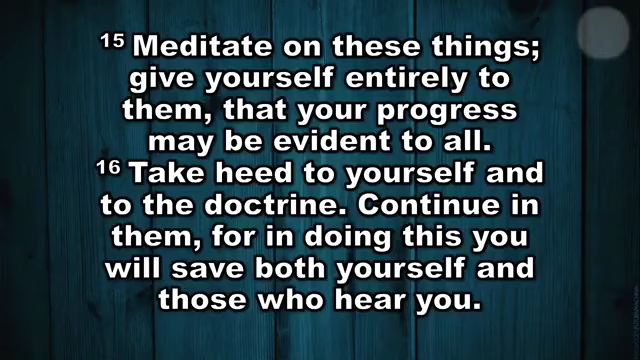 15 Meditate on these things;
give yourself entirely to
them, that your progress
may be evident to all.
16 Take heed to yourself and
to the doctrine. Continue in
them, for in doing this you
will save both yourself and
those who hear you.